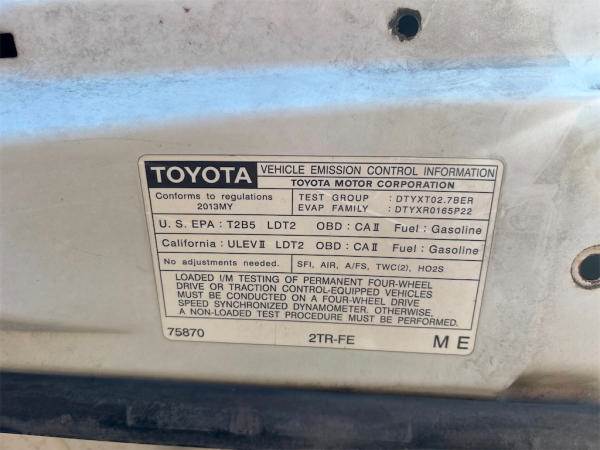 TOYOTA
VEHICLE EMISSION CONTROL INFORMATION
TOYOTA MOTOR CORPORATION
Conforms to regulations
2013MY
TEST GROUP : DTYXT02.7BER
EVAP FAMILY : DTYXR0165P22
U. S. EPA : T2B5 LDT2 OBD : CA II Fuel : Gasoline
California : ULEV II LDT2 OBD : CA II Fuel : Gasoline
No adjustments needed.
SFI, AIR, A/FS, TWC(2), HO2S
LOADED I/M TESTING OF PERMANENT FOUR-WHEEL
DRIVE OR TRACTION CONTROL-EQUIPPED VEHICLES
MUST BE CONDUCTED ON A FOUR-WHEEL DRIVE
SPEED SYNCHRONIZED DYNAMOMETER. OTHERWISE,
A NON-LOADED TEST PROCEDURE MUST BE PERFORMED.
75870 2TR-FE M E